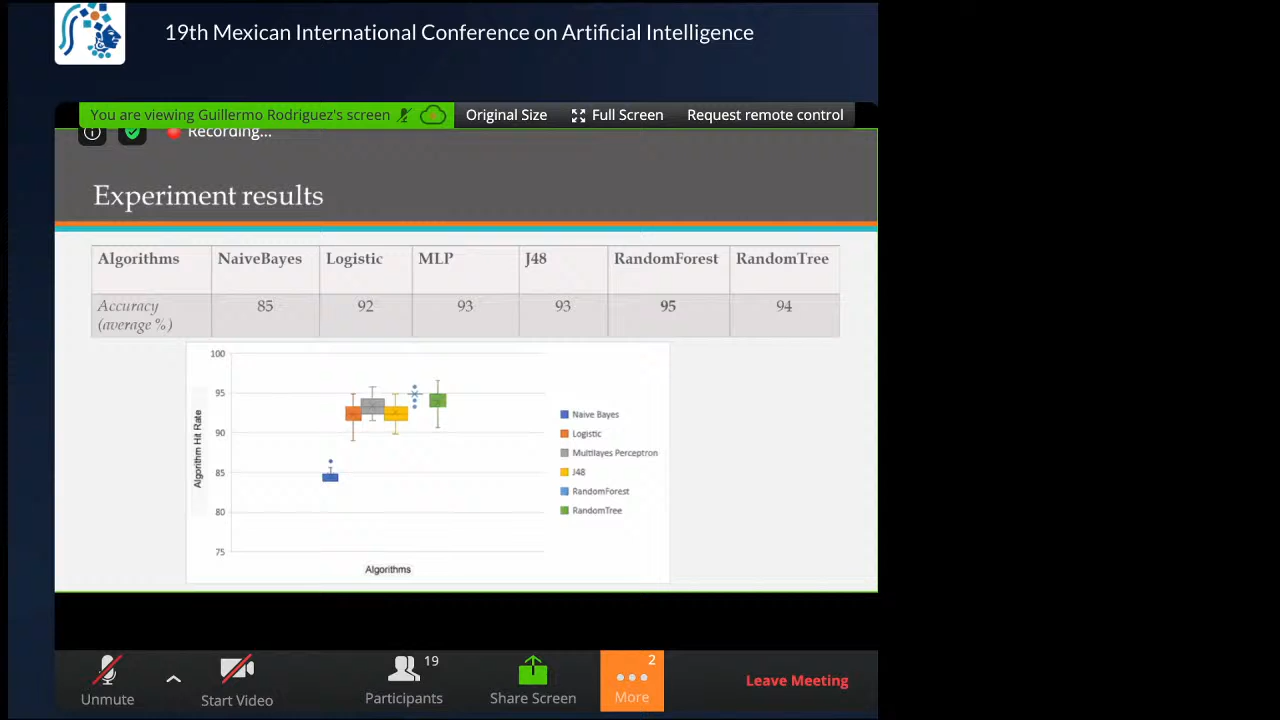 19th Mexican International Conference on Artificial Intelligence
You are viewing Guillermo Rodríguez's screen
Original Size
Full Screen
Request remote control
Recording...
Experiment results
Algorithms NaiveBayes Logistic MLP J48 RandomForest RandomTree
Accuracy (average %) 85 92 93 93 95 94
100
95
90
85
80
75
Algorithm Hit Rate
Algorithms
Naive Bayes
Logistic
Multilayes Perceptron
J48
RandomForest
RandomTree
Unmute
Start Video
Participants 19
Share Screen
More 2
Leave Meeting